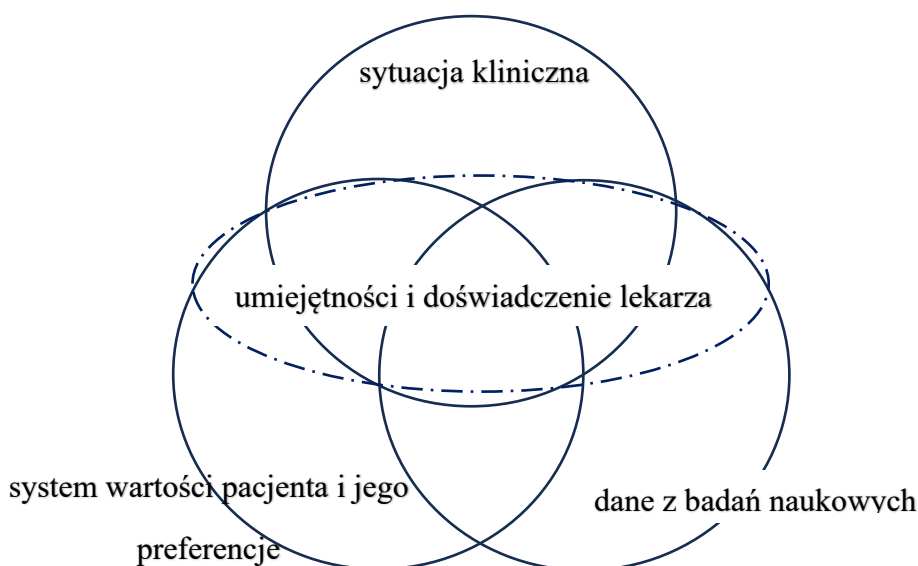 sytuacja kliniczna
umiejętności i doświadczenie lekarza
system wartości pacjenta i jego
preferencje
dane z badań naukowych